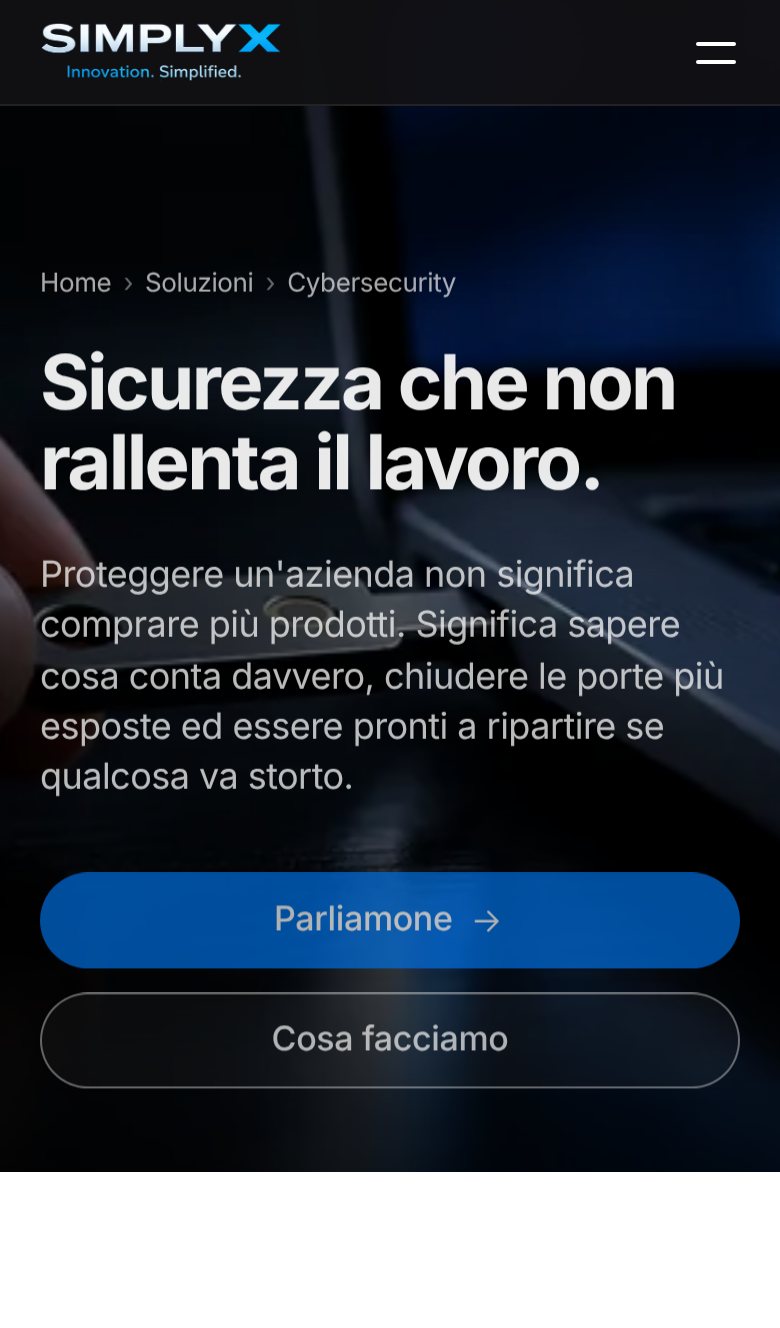 SIMPLYX
Innovation. Simplified.
Home › Soluzioni › Cybersecurity
Sicurezza che non
rallenta il lavoro.
Proteggere un'azienda non significa
comprare più prodotti. Significa sapere
cosa conta davvero, chiudere le porte più
esposte ed essere pronti a ripartire se
qualcosa va storto.
Parliamone →
Cosa facciamo